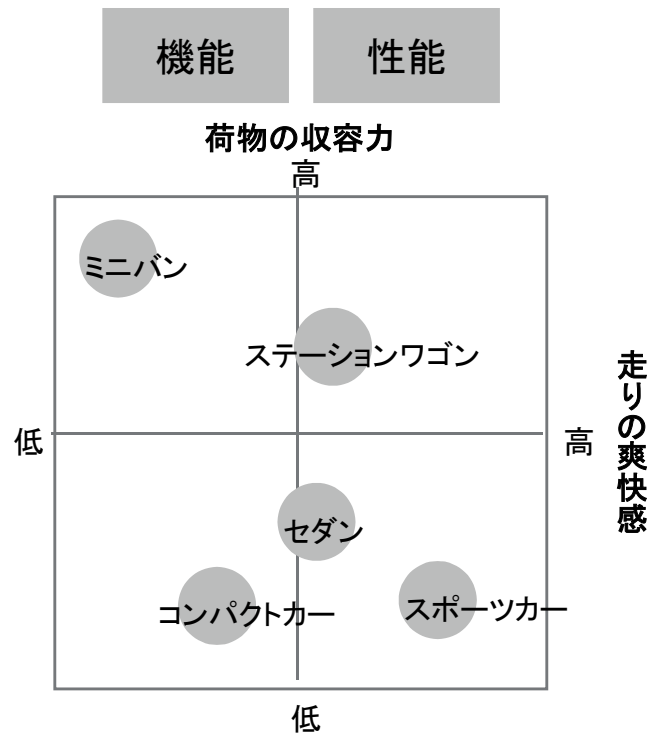 機能
性能
荷物の収容力
高
ミニバン
ステーションワゴン
走りの爽快感
低
高
セダン
コンパクトカー
スポーツカー
低